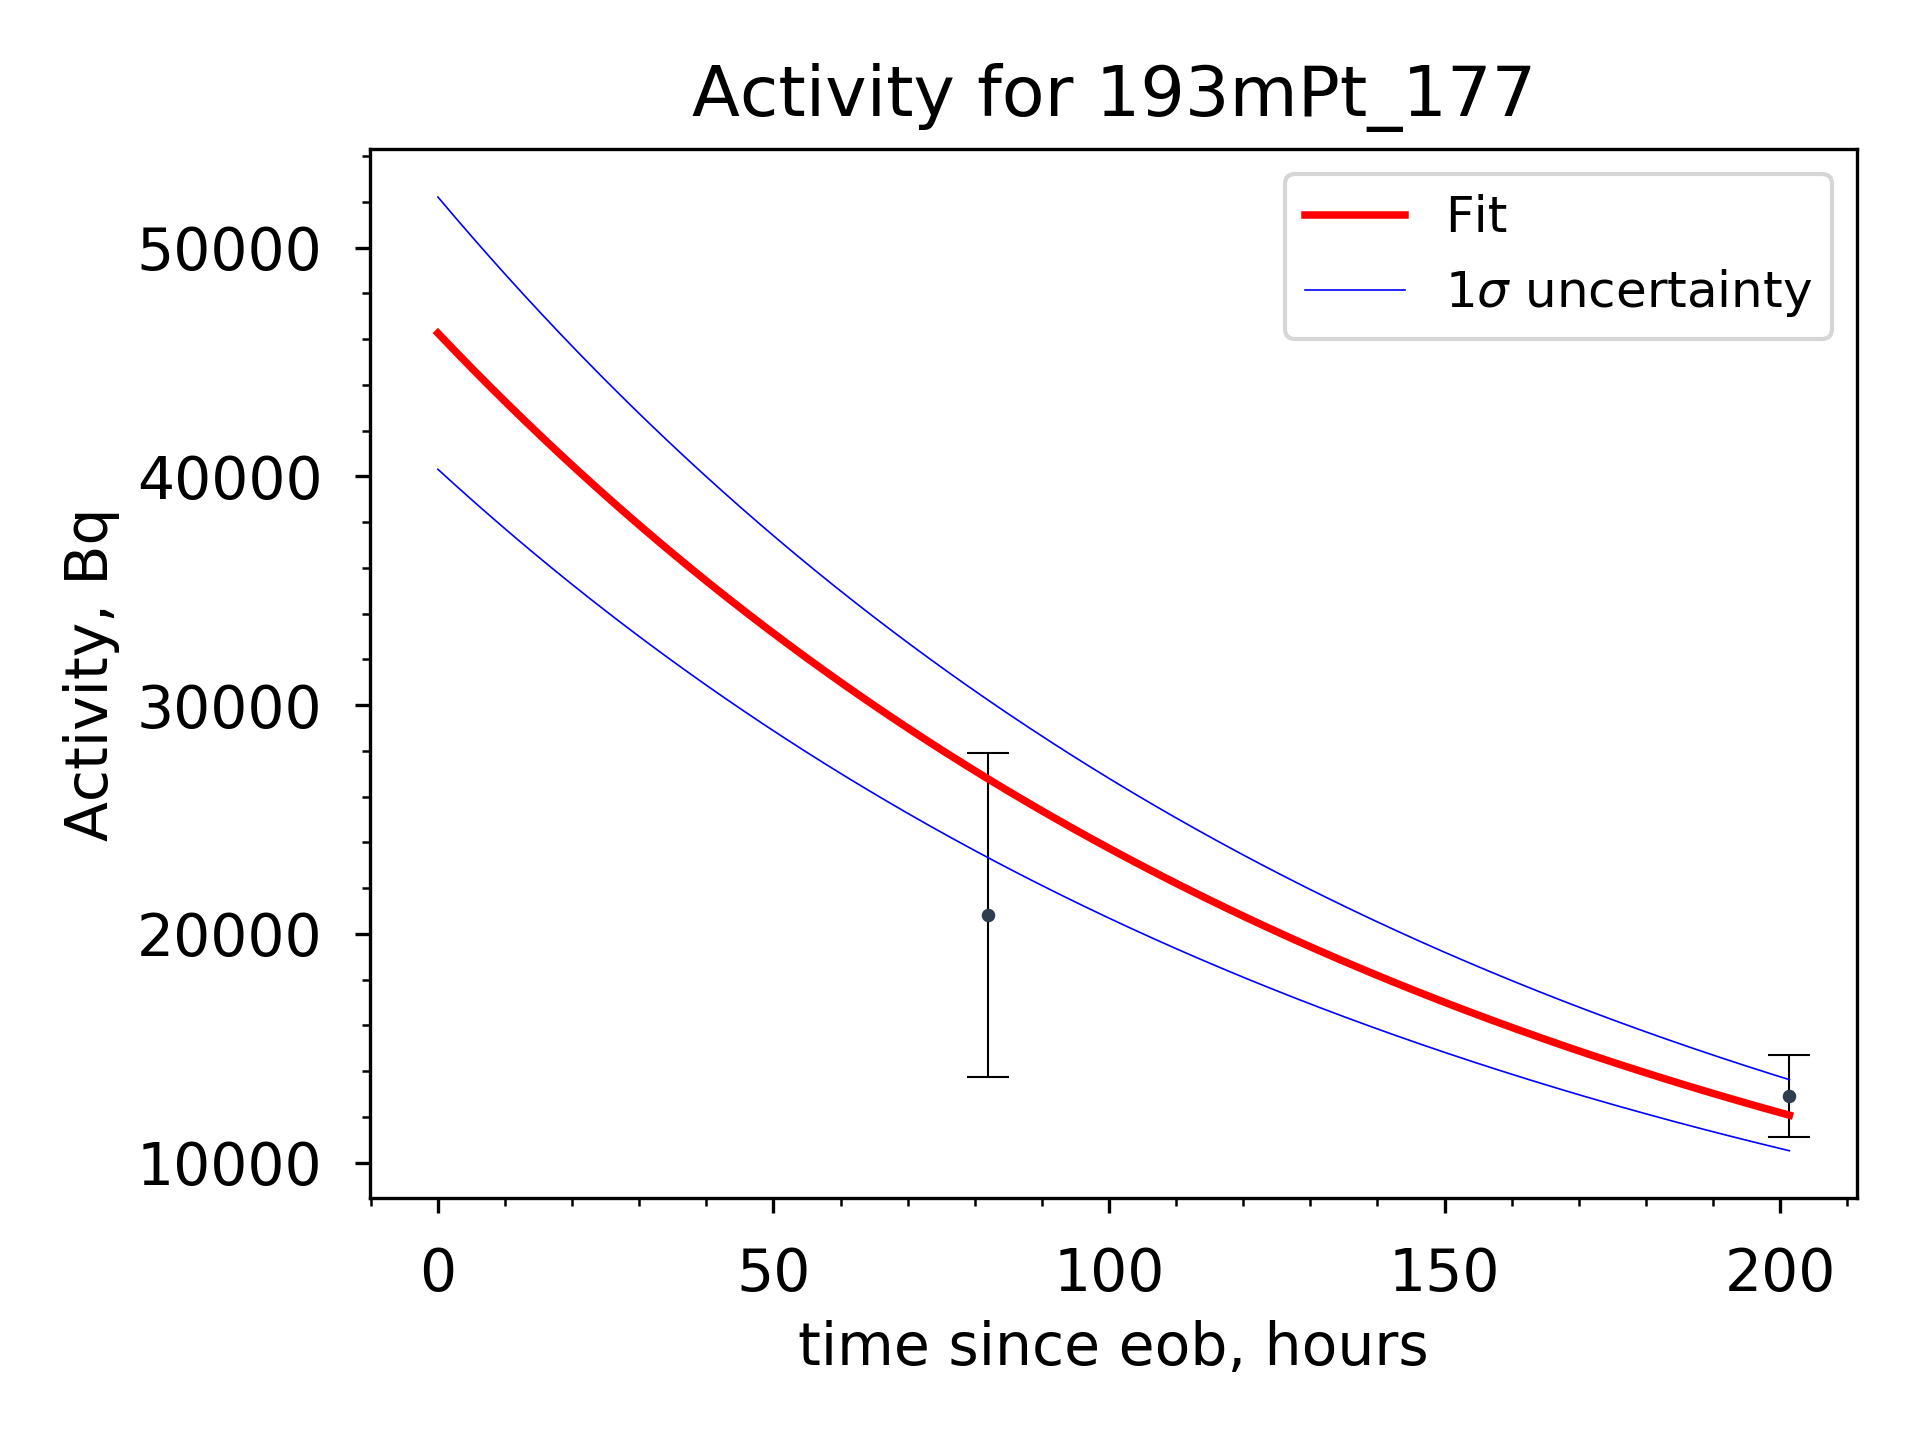 Activity for 193mPt_177
Fit
1σ uncertainty
50000
40000
30000
20000
10000
Activity, Bq
0 50 100 150 200
time since eob, hours